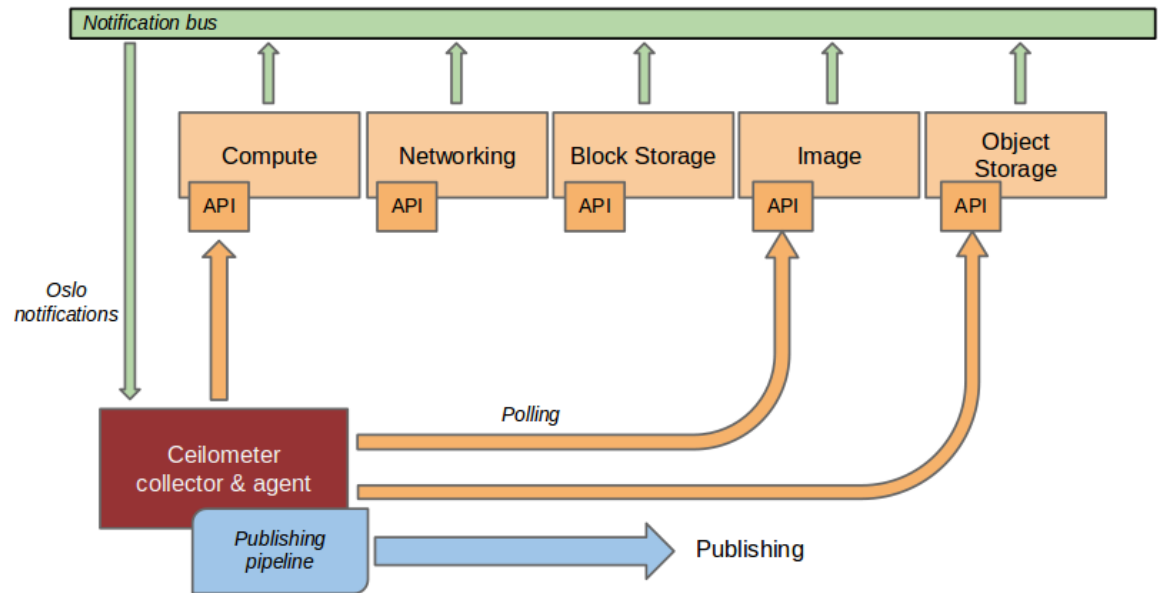 Notification bus
Compute
Networking
Block Storage
Image
Object
Storage
API
API
API
API
API
Oslo
notifications
Polling
Ceilometer
collector & agent
Publishing
pipeline
Publishing